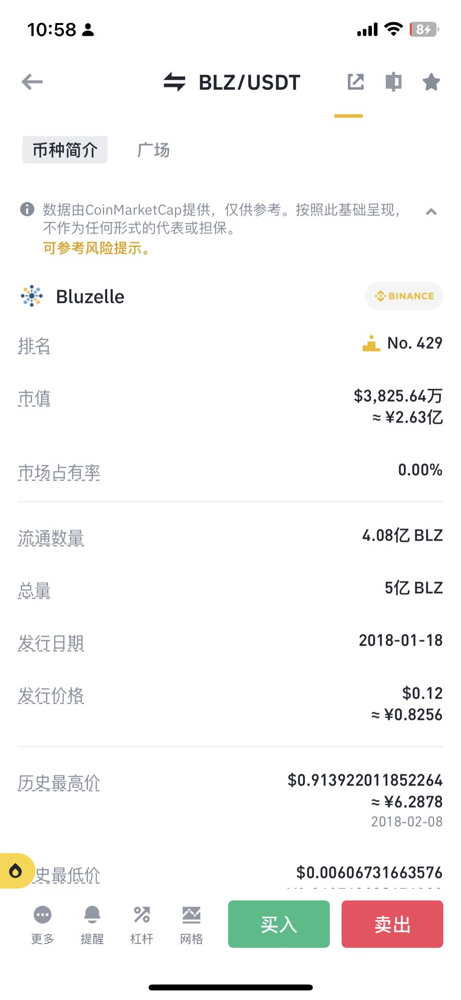 10:58
8
BLZ/USDT
币种简介
广场
数据由CoinMarketCap提供，仅供参考。按照此基础呈现，
不作为任何形式的代表或担保。
可参考风险提示。
Bluzelle
BINANCE
排名
No. 429
市值
$3,825.64万
≈ ¥2.63亿
市场占有率
0.00%
流通数量
4.08亿 BLZ
总量
5亿 BLZ
发行日期
2018-01-18
发行价格
$0.12
≈ ¥0.8256
历史最高价
$0.913922011852264
≈ ¥6.2878
2018-02-08
史最低价
$0.00606731663576
更多
提醒
杠杆
网格
买入
卖出